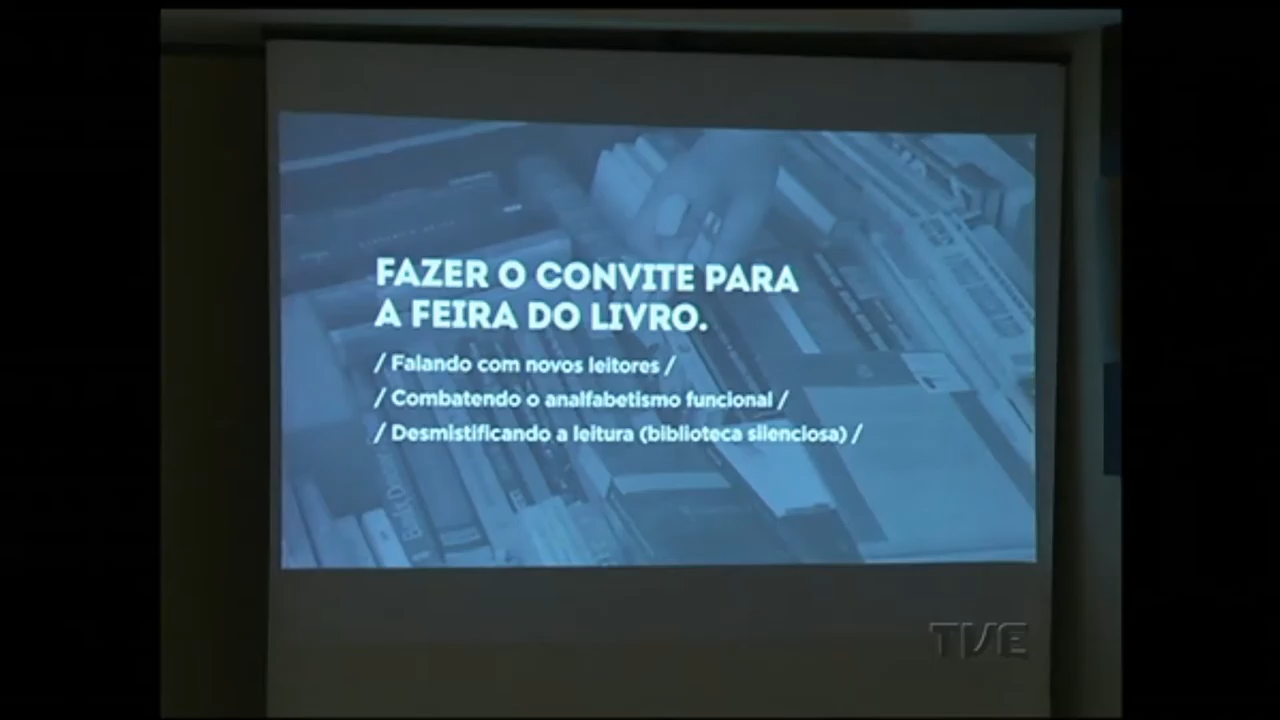 FAZER O CONVITE PARA
A FEIRA DO LIVRO.
/ Falando com novos leitores /
/ Combatendo o analfabetismo funcional /
/ Desmistificando a leitura (biblioteca silenciosa) /
TVE